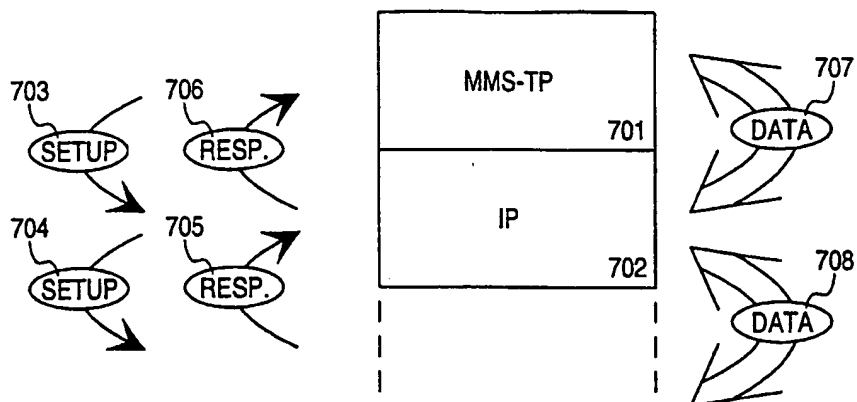 703
SETUP
706
RESP.
MMS-TP
701
707
DATA
704
SETUP
705
RESP.
IP
702
708
DATA